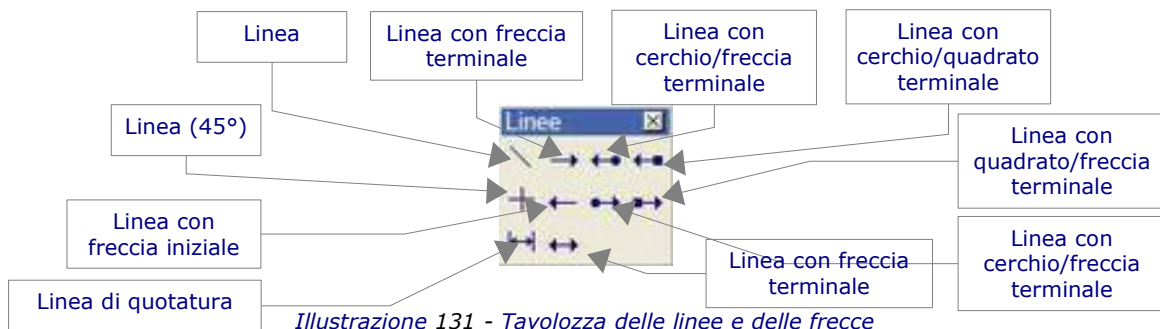 Linea
Linea con freccia
terminale
Linea con
cerchio/freccia
terminale
Linea con
cerchio/quadrato
terminale
Linea (45°)
Linee
Linea con
quadrato/freccia
terminale
Linea con
freccia iniziale
Linea con freccia
terminale
Linea con
cerchio/freccia
terminale
Linea di quotatura
Illustrazione 131 - Tavolozza delle linee e delle frecce